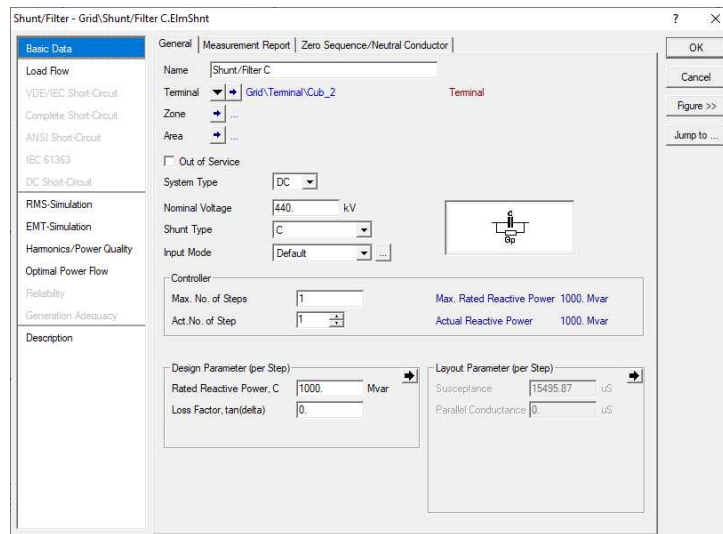 Shunt/Filter - Grid\Shunt/Filter C.ElmShnt
? ×
Basic Data
Load Flow
VDE/IEC Short-Circuit
Complete Short-Circuit
ANSI Short-Circuit
IEC 61363
DC Short-Circuit
RMS-Simulation
EMT-Simulation
Harmonics/Power Quality
Optimal Power Flow
Reliability
Generation Adequacy
Description
General Measurement Report Zero Sequence/Neutral Conductor
Name Shunt/Filter C
Terminal Grid\Terminal\Cub_2 Terminal
Zone ...
Area ...
Out of Service
System Type DC
Nominal Voltage 440. kV
Shunt Type C
Input Mode Default ...
C
Gp
Controller
Max. No. of Steps 1 Max. Rated Reactive Power 1000. Mvar
Act.No. of Step 1 Actual Reactive Power 1000. Mvar
Design Parameter (per Step)
Rated Reactive Power, C 1000. Mvar
Loss Factor, tan(delta) 0.
Layout Parameter (per Step)
Susceptance 15495.87 uS
Parallel Conductance 0. uS
OK
Cancel
Figure >>
Jump to ...